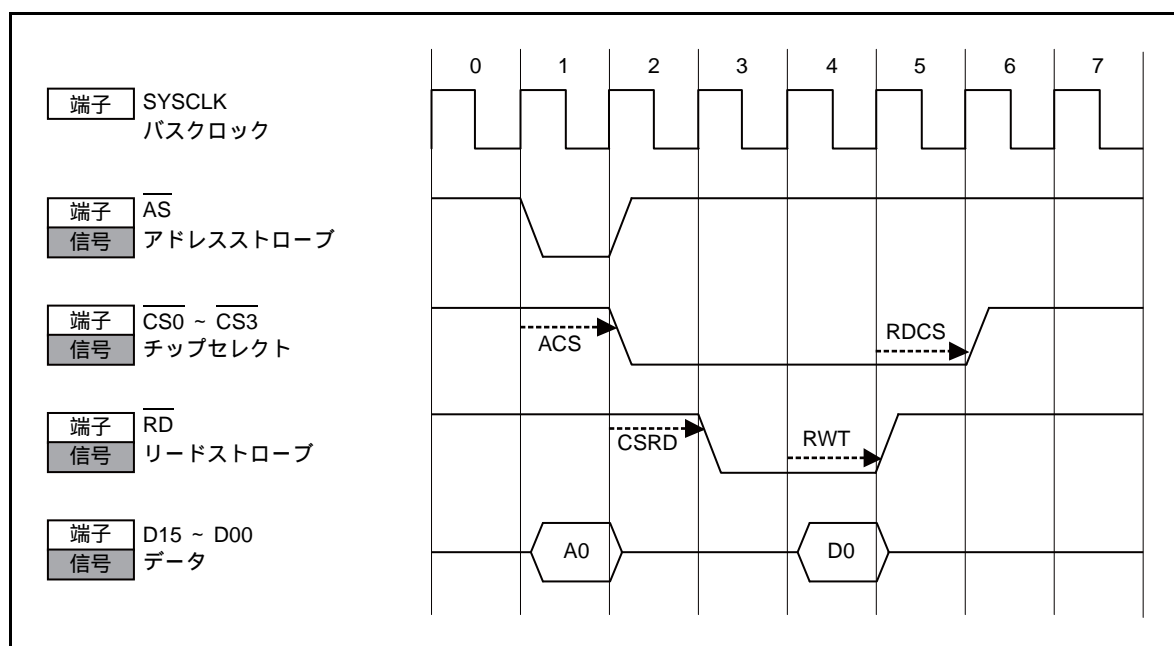 0 1 2 3 4 5 6 7
端子 SYSCLK
バスクロック
端子 AS
信号 アドレスストローブ
端子 CS0 ~ CS3
信号 チップセレクト
ACS
RDCS
端子 RD
信号 リードストローブ
CSRD
RWT
端子 D15 ~ D00
信号 データ
A0
D0